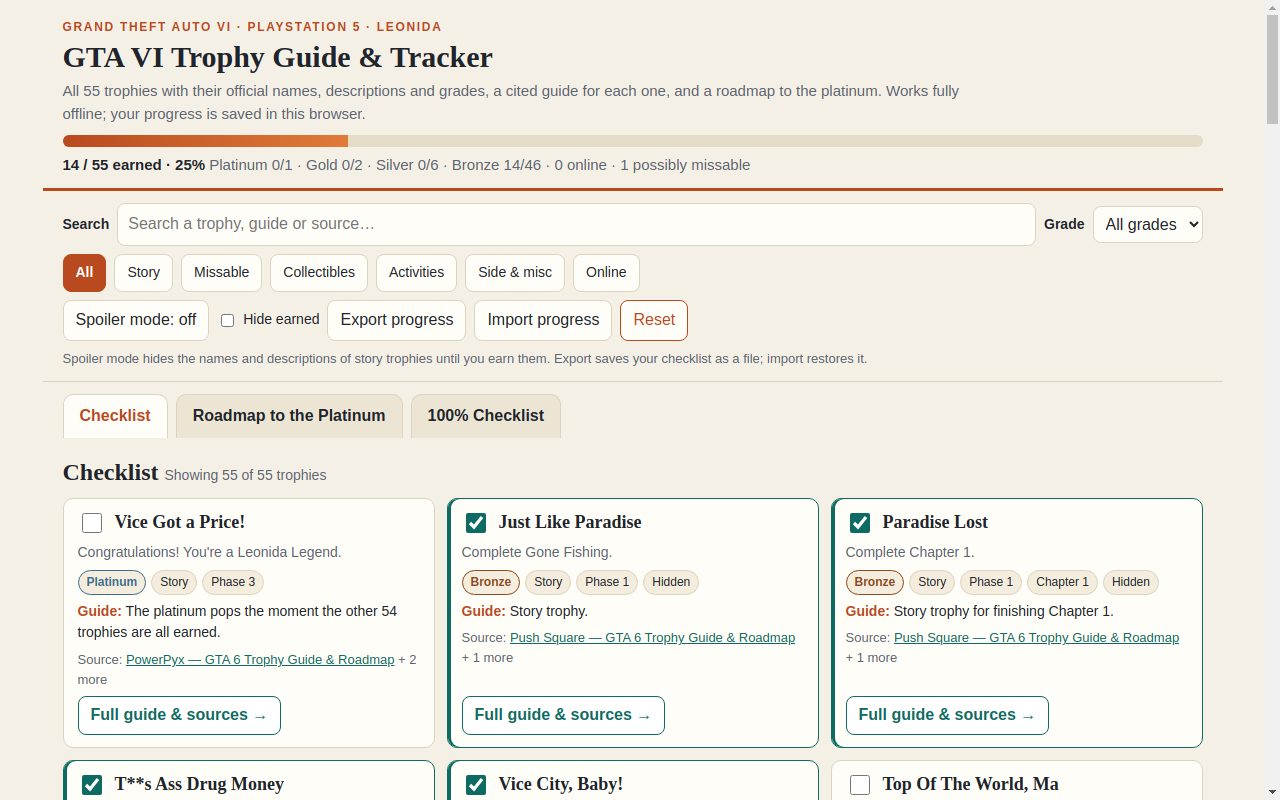 GRAND THEFT AUTO VI · PLAYSTATION 5 · LEONIDA
GTA VI Trophy Guide & Tracker
All 55 trophies with their official names, descriptions and grades, a cited guide for each one, and a roadmap to the platinum. Works fully
offline; your progress is saved in this browser.
14 / 55 earned · 25% Platinum 0/1 · Gold 0/2 · Silver 0/6 · Bronze 14/46 · 0 online · 1 possibly missable
Search Search a trophy, guide or source… Grade All grades
All Story Missable Collectibles Activities Side & misc Online
Spoiler mode: off Hide earned Export progress Import progress Reset
Spoiler mode hides the names and descriptions of story trophies until you earn them. Export saves your checklist as a file; import restores it.
Checklist Roadmap to the Platinum 100% Checklist
Checklist Showing 55 of 55 trophies
Vice Got a Price!
Congratulations! You're a Leonida Legend.
Platinum Story Phase 3
Guide: The platinum pops the moment the other 54
trophies are all earned.
Source: PowerPyx — GTA 6 Trophy Guide & Roadmap + 2
more
Full guide & sources →
Just Like Paradise
Complete Gone Fishing.
Bronze Story Phase 1 Hidden
Guide: Story trophy.
Source: Push Square — GTA 6 Trophy Guide & Roadmap
+ 1 more
Full guide & sources →
Paradise Lost
Complete Chapter 1.
Bronze Story Phase 1 Chapter 1 Hidden
Guide: Story trophy for finishing Chapter 1.
Source: Push Square — GTA 6 Trophy Guide & Roadmap
+ 1 more
Full guide & sources →
T**s Ass Drug Money
Vice City, Baby!
Top Of The World, Ma